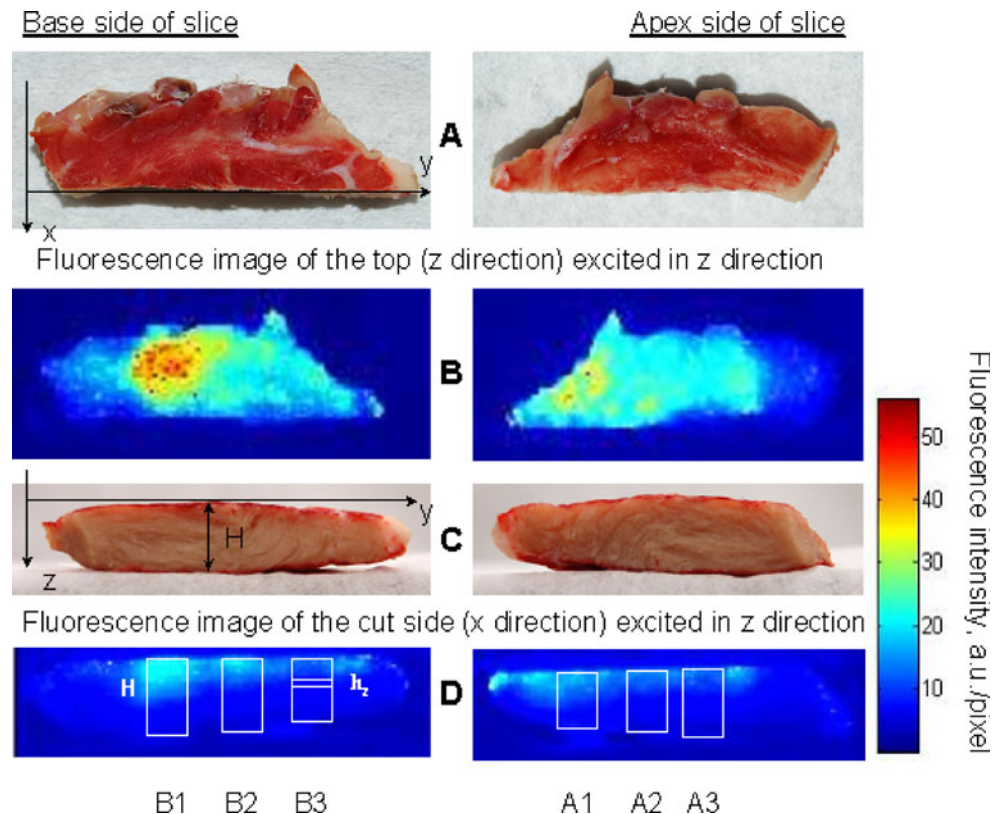 Base side of slice
Apex side of slice
A
y
x
Fluorescence image of the top (z direction) excited in z direction
B
50
40
30
20
10
Fluorescence intensity, a.u./pixel
y
H
z
C
Fluorescence image of the cut side (x direction) excited in z direction
H
hz
D
B1 B2 B3
A1 A2 A3